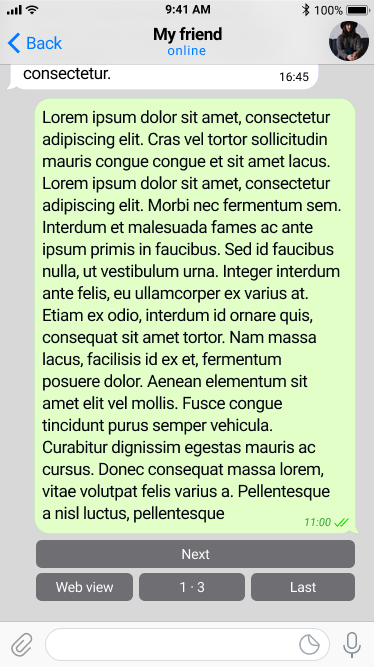 9:41 AM
100%
Back
My friend
online
consectetur.
16:45
Lorem ipsum dolor sit amet, consectetur
adipiscing elit. Cras vel tortor sollicitudin
mauris congue congue et sit amet lacus.
Lorem ipsum dolor sit amet, consectetur
adipiscing elit. Morbi nec fermentum sem.
Interdum et malesuada fames ac ante
ipsum primis in faucibus. Sed id faucibus
nulla, ut vestibulum urna. Integer interdum
ante felis, eu ullamcorper ex varius at.
Etiam ex odio, interdum id ornare quis,
consequat sit amet tortor. Nam massa
lacus, facilisis id ex et, fermentum
posuere dolor. Aenean elementum sit
amet elit vel mollis. Fusce congue
tincidunt purus semper vehicula.
Curabitur dignissim egestas mauris ac
cursus. Donec consequat massa lorem,
vitae volutpat felis varius a. Pellentesque
a nisl luctus, pellentesque
11:00
Next
Web view
1 · 3
Last